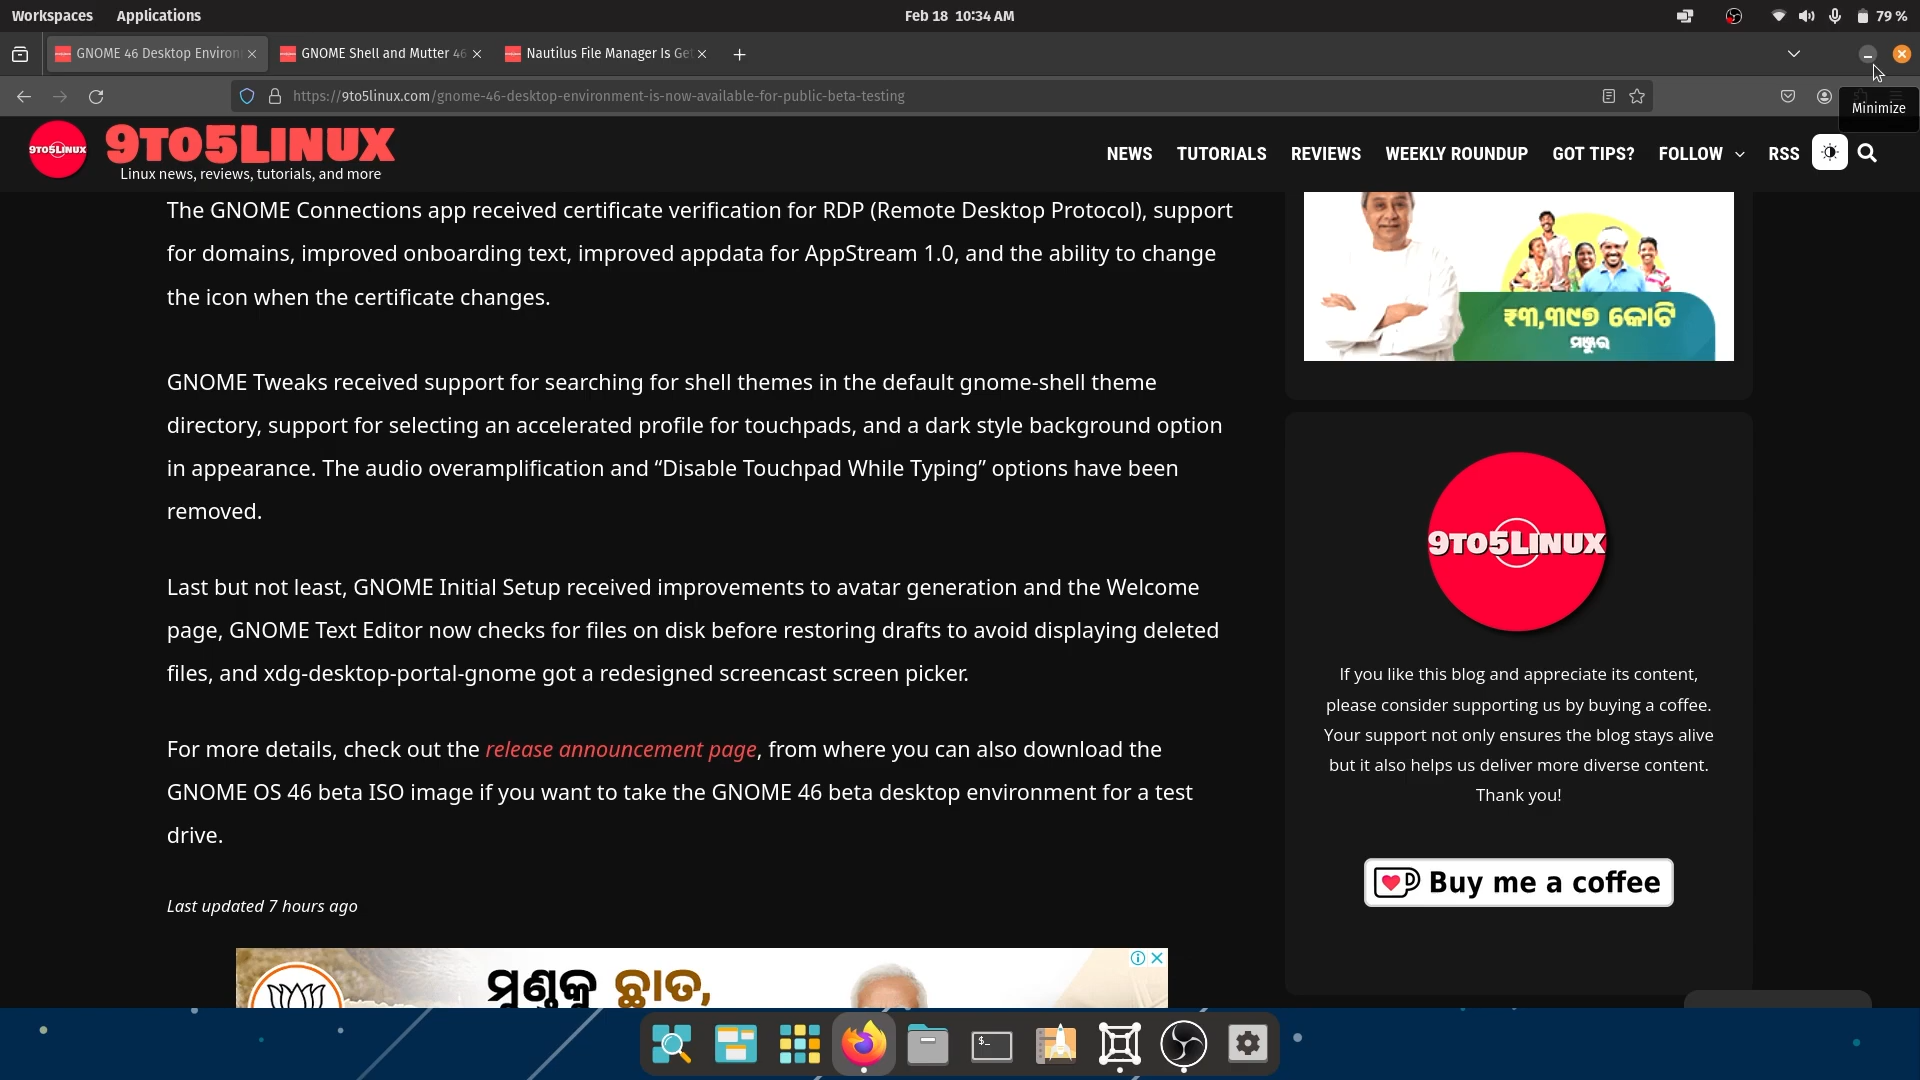 Workspaces Applications Feb 18 10:34 AM 79 %
GNOME 46 Desktop Environ GNOME Shell and Mutter 46 Nautilus File Manager Is Ge
https://9to5linux.com/gnome-46-desktop-environment-is-now-available-for-public-beta-testing
Minimize
9TO5LINUX
9TO5LINUX
Linux news, reviews, tutorials, and more
NEWS TUTORIALS REVIEWS WEEKLY ROUNDUP GOT TIPS? FOLLOW RSS
The GNOME Connections app received certificate verification for RDP (Remote Desktop Protocol), support
for domains, improved onboarding text, improved appdata for AppStream 1.0, and the ability to change
the icon when the certificate changes.
GNOME Tweaks received support for searching for shell themes in the default gnome-shell theme
directory, support for selecting an accelerated profile for touchpads, and a dark style background option
in appearance. The audio overamplification and “Disable Touchpad While Typing” options have been
removed.
Last but not least, GNOME Initial Setup received improvements to avatar generation and the Welcome
page, GNOME Text Editor now checks for files on disk before restoring drafts to avoid displaying deleted
files, and xdg-desktop-portal-gnome got a redesigned screencast screen picker.
For more details, check out the release announcement page, from where you can also download the
GNOME OS 46 beta ISO image if you want to take the GNOME 46 beta desktop environment for a test
drive.
Last updated 7 hours ago
ମୁଣ୍ଡକୁ ଛାତ,
₹୩,୩୯୭ କୋଟି
ମଞ୍ଜୁର
9TO5LINUX
If you like this blog and appreciate its content,
please consider supporting us by buying a coffee.
Your support not only ensures the blog stays alive
but it also helps us deliver more diverse content.
Thank you!
Buy me a coffee
$_